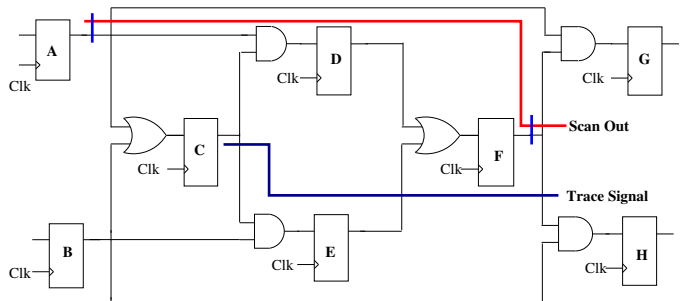 A
Clk
D
Clk
G
Clk
Scan Out
C
Clk
F
Clk
Trace Signal
B
Clk
E
Clk
H
Clk